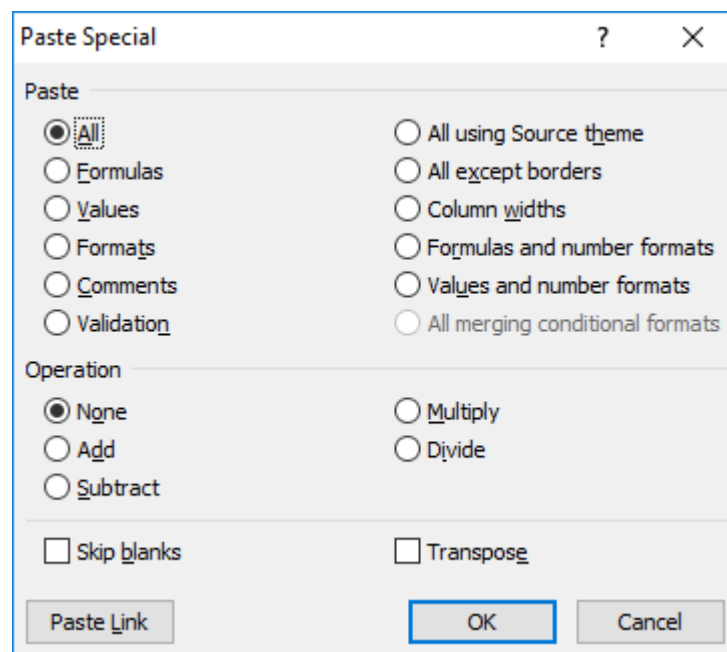 Paste Special ?
Paste
All All using Source theme
Formulas All except borders
Values Column widths
Formats Formulas and number formats
Comments Values and number formats
Validation All merging conditional formats
Operation
None Multiply
Add Divide
Subtract
Skip blanks Transpose
Paste Link OK Cancel